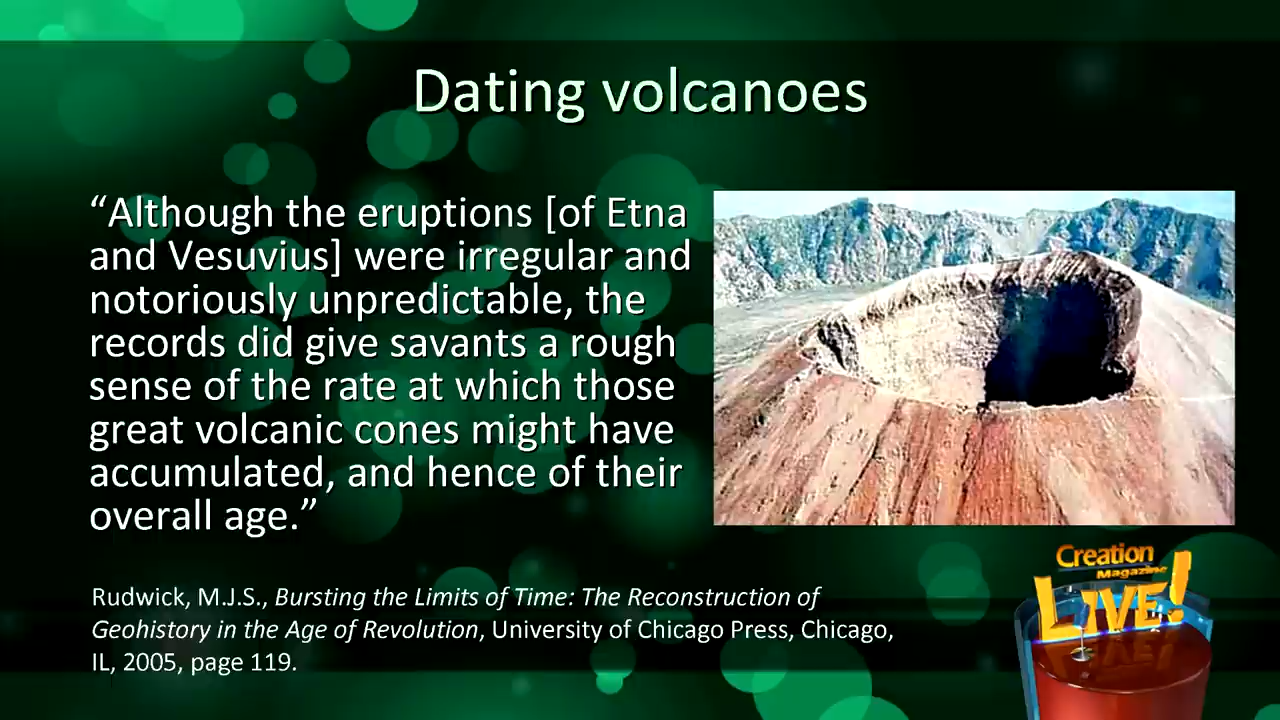 Dating volcanoes
“Although the eruptions [of Etna
and Vesuvius] were irregular and
notoriously unpredictable, the
records did give savants a rough
sense of the rate at which those
great volcanic cones might have
accumulated, and hence of their
overall age.”
Rudwick, M.J.S., Bursting the Limits of Time: The Reconstruction of
Geohistory in the Age of Revolution, University of Chicago Press, Chicago,
IL, 2005, page 119.
Creation
Magazine
LIVE!